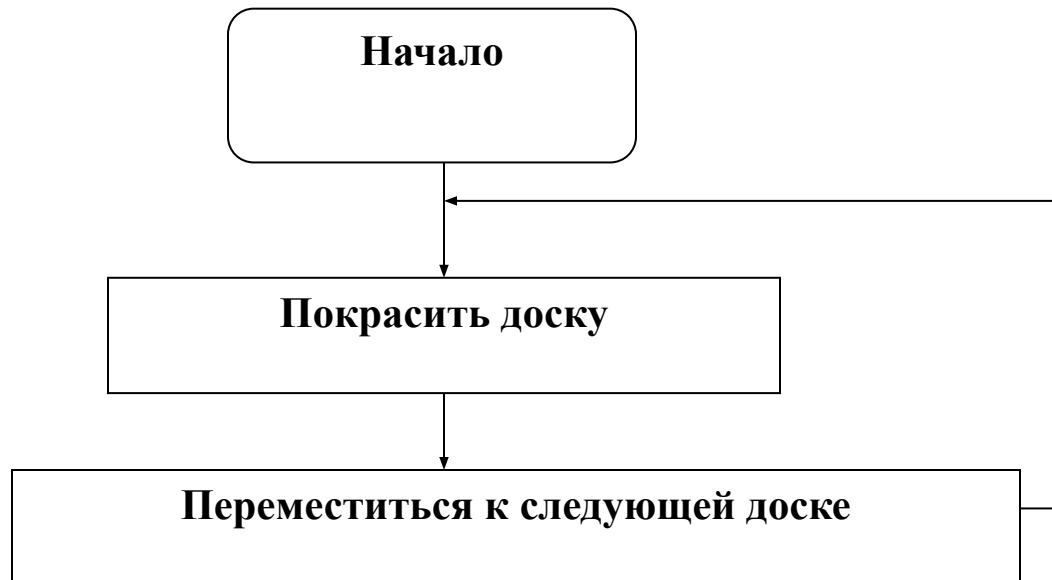 Начало
Покрасить доску
Переместиться к следующей доске